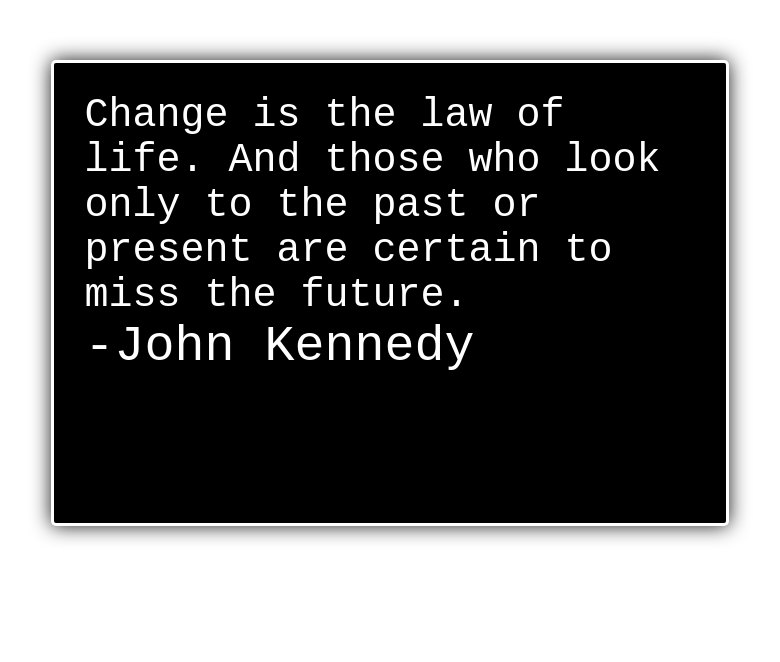 Change is the law of
life. And those who look
only to the past or
present are certain to
miss the future.
-John Kennedy